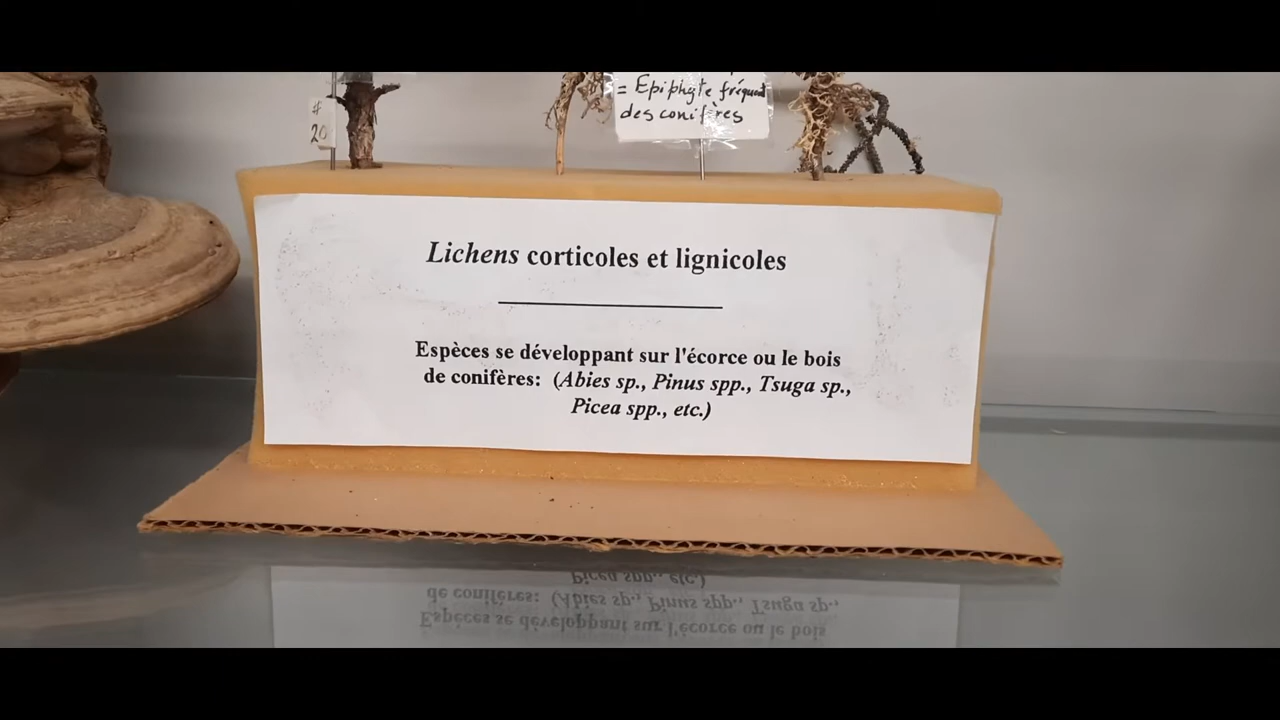 #
20
= Epiphyte fréquent
des conifères
Lichens corticoles et lignicoles
Espèces se développant sur l'écorce ou le bois
de conifères: (Abies sp., Pinus spp., Tsuga sp.,
Picea spp., etc.)